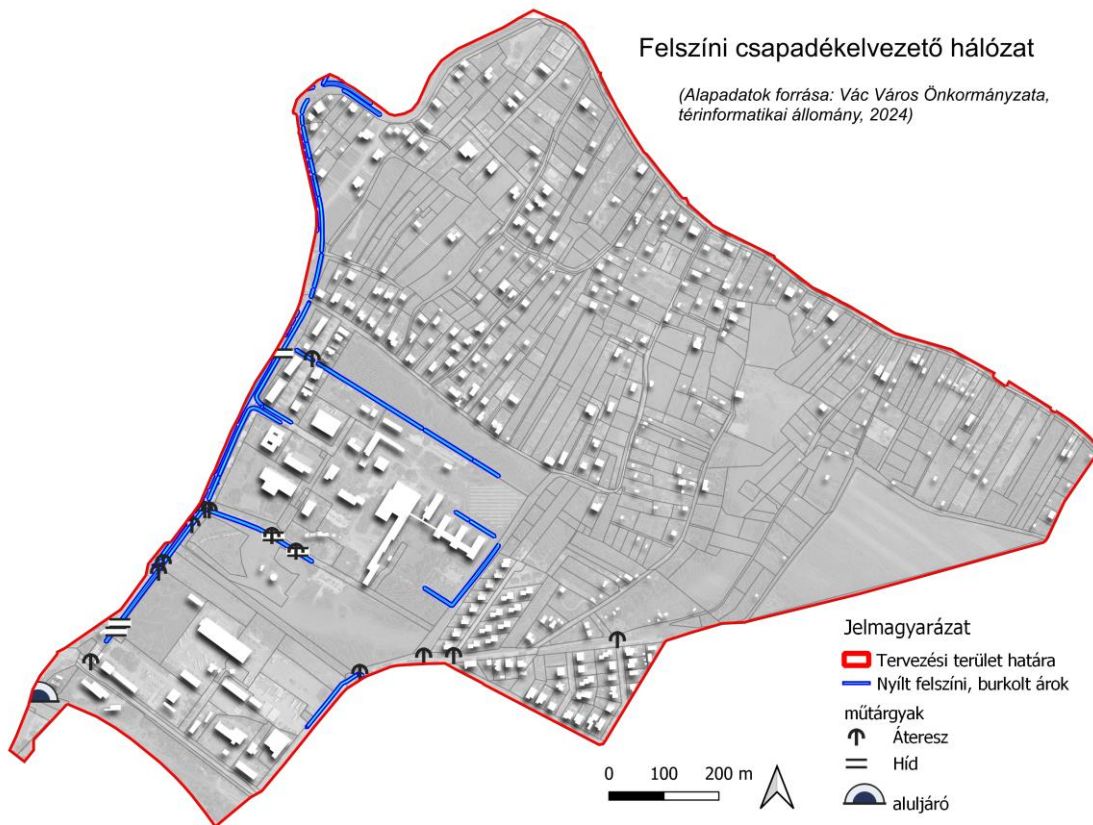 Felszíni csapadékelvezető hálózat
(Alapadatok forrása: Vác Város Önkormányzata,
térinformatikai állomány, 2024)
Jelmagyarázat
Tervezési terület határa
Nyílt felszíni, burkolt árok
műtárgyak
Áteresz
Híd
aluljáró
0 100 200 m